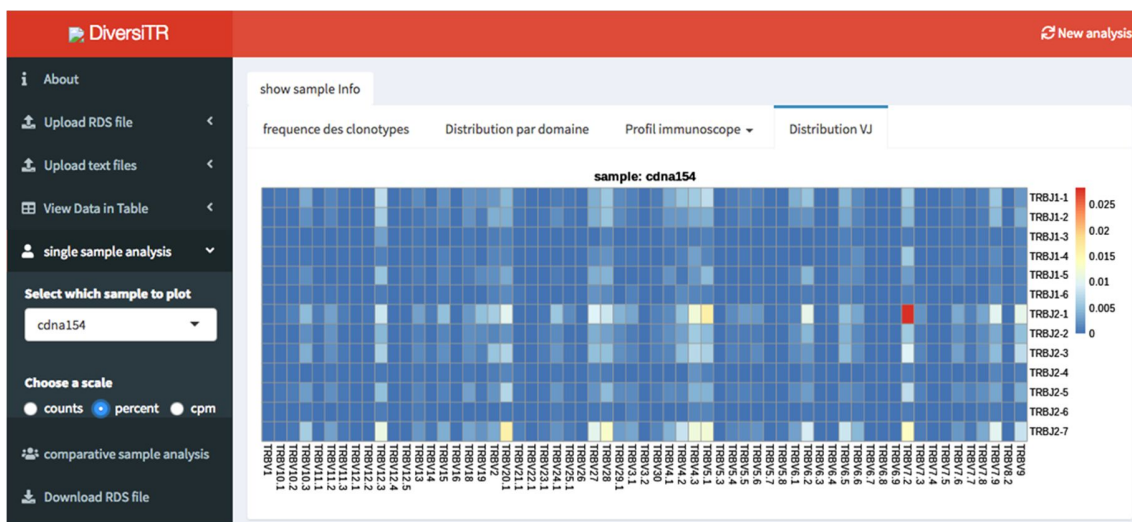 DiversiTR
New analysis
About
Upload RDS file
Upload text files
View Data in Table
single sample analysis
Select which sample to plot
cdna154
Choose a scale
counts
percent
cpm
comparative sample analysis
Download RDS file
show sample Info
frequence des clonotypes
Distribution par domaine
Profil immunoscope
Distribution VJ
sample: cdna154
TRBJ1-1
TRBJ1-2
TRBJ1-3
TRBJ1-4
TRBJ1-5
TRBJ1-6
TRBJ2-1
TRBJ2-2
TRBJ2-3
TRBJ2-4
TRBJ2-5
TRBJ2-6
TRBJ2-7
0.025
0.02
0.015
0.01
0.005
0
TRBV1
TRBV10.1
TRBV10.2
TRBV10.3
TRBV11.1
TRBV11.2
TRBV11.3
TRBV12.1
TRBV12.2
TRBV12.3
TRBV12.4
TRBV12.5
TRBV13
TRBV14
TRBV15
TRBV16
TRBV18
TRBV19
TRBV2
TRBV20.1
TRBV21.1
TRBV22.1
TRBV23.1
TRBV24.1
TRBV25.1
TRBV26
TRBV27
TRBV28
TRBV29.1
TRBV3.1
TRBV3.2
TRBV30
TRBV4.1
TRBV4.2
TRBV4.3
TRBV5.1
TRBV5.3
TRBV5.4
TRBV5.5
TRBV5.6
TRBV5.7
TRBV5.8
TRBV6.1
TRBV6.2
TRBV6.3
TRBV6.4
TRBV6.5
TRBV6.6
TRBV6.7
TRBV6.8
TRBV6.9
TRBV7.1
TRBV7.2
TRBV7.3
TRBV7.4
TRBV7.5
TRBV7.6
TRBV7.7
TRBV7.8
TRBV7.9
TRBV8.1
TRBV8.2
TRBV9